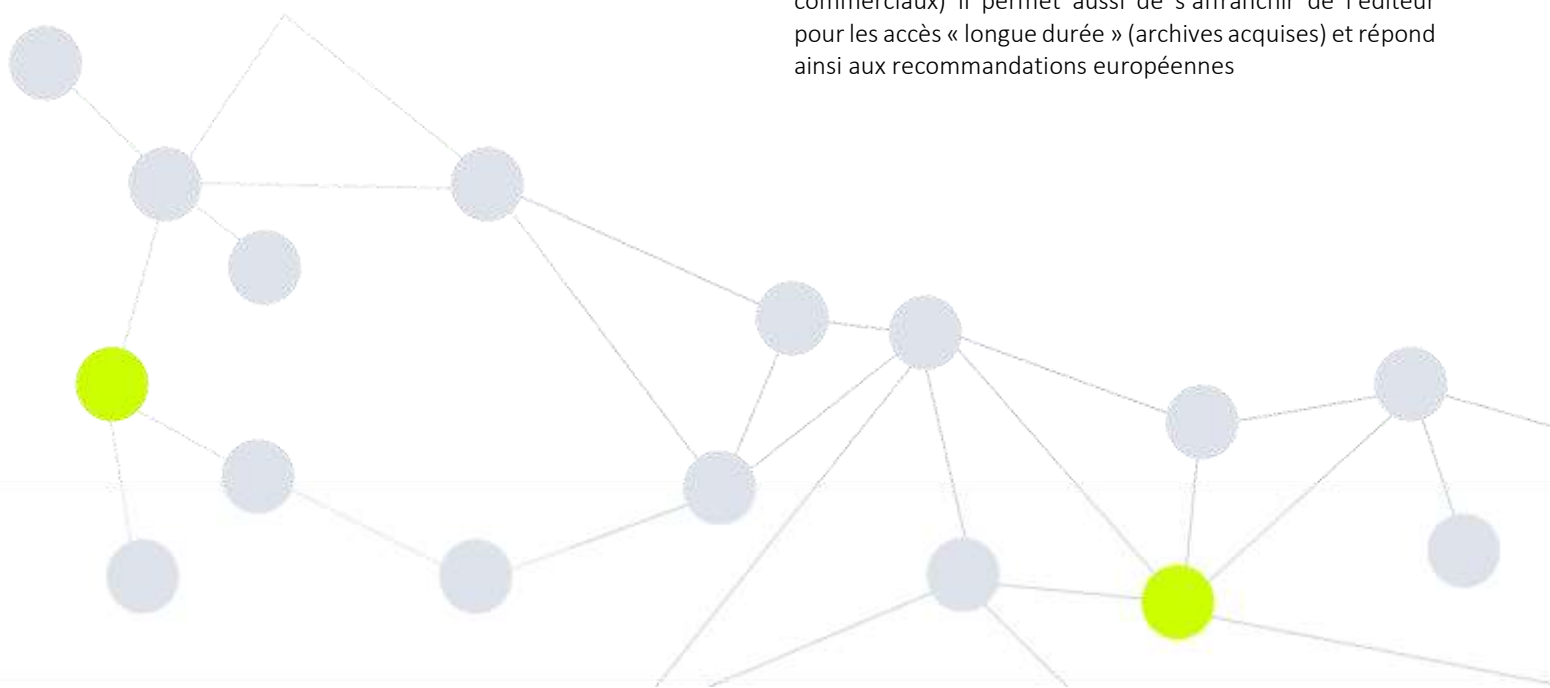 commerciaux) il permet aussi de s'affranchir de l'éditeur
pour les accès « longue durée » (archives acquises) et répond
ainsi aux recommandations européennes